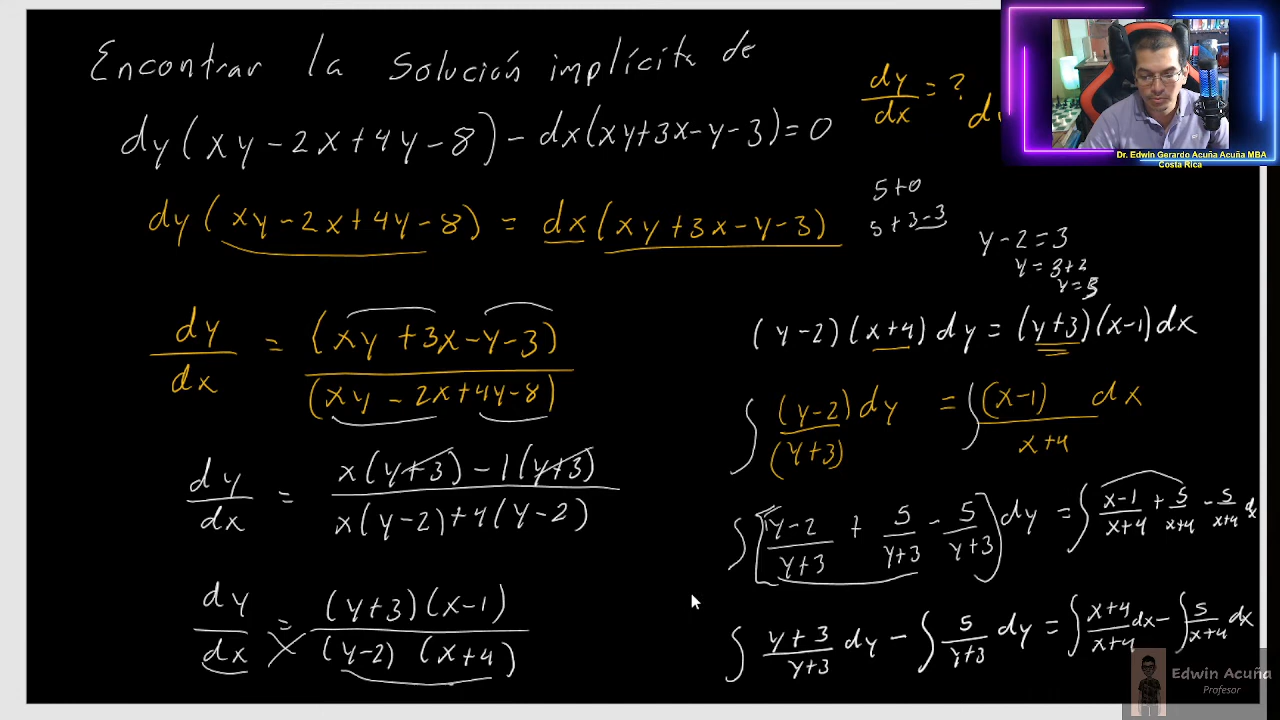 Encontrar la solución implícita de
dy(xy-2x+4y-8)-dx(xy+3x-y-3)=0
dy/dx = ?
dy(xy-2x+4y-8) = dx(xy+3x-y-3)
5+0
5+3-3
y-2=3
y=3+2
y=5
dy/dx = (xy+3x-y-3)/(xy-2x+4y-8)
dy/dx = x(y+3)-1(y+3)/x(y-2)+4(y-2)
dy/dx = (y+3)(x-1)/(y-2)(x+4)
(y-2)(x+4)dy=(y+3)(x-1)dx
∫(y-2)/(y+3) dy = ∫(x-1)/x+4 dx
∫[y-2/y+3 + 5/y+3 - 5/y+3]dy = ∫x-1/x+4 + 5/x+4 - 5/x+4 dx
∫y+3/y+3 dy - ∫5/y+3 dy = ∫x+4/x+4 dx - ∫5/x+4 dx
Dr. Edwin Gerardo Acuña Acuña MBA
Costa Rica
Edwin Acuña
Profesor